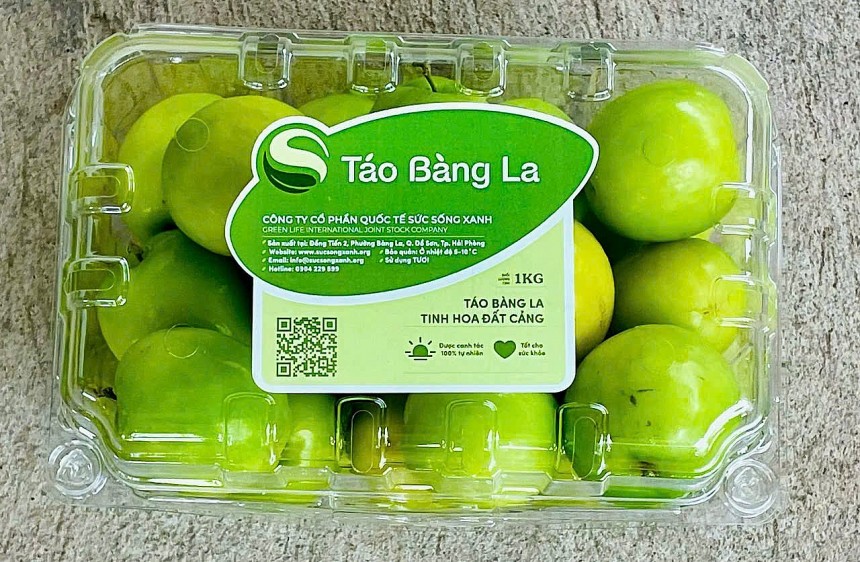 Táo Bàng La
CÔNG TY CỔ PHẦN QUỐC TẾ SỨC SỐNG XANH
GREEN LIFE INTERNATIONAL JOINT STOCK COMPANY
Sản xuất tại: Đồng Tiến 2, Phường Bàng La, Q. Đồ Sơn, Tp. Hải Phòng
Website: www.sucsongxanh.org Bảo quản: Ở nhiệt độ 5-10°C
Email: info@sucsongxanh.org Sử dụng TƯƠI
Hotline: 0904 229 599
1KG
TÁO BÀNG LA
TINH HOA ĐẤT CẢNG
Được canh tác Tốt cho
100% tự nhiên sức khỏe